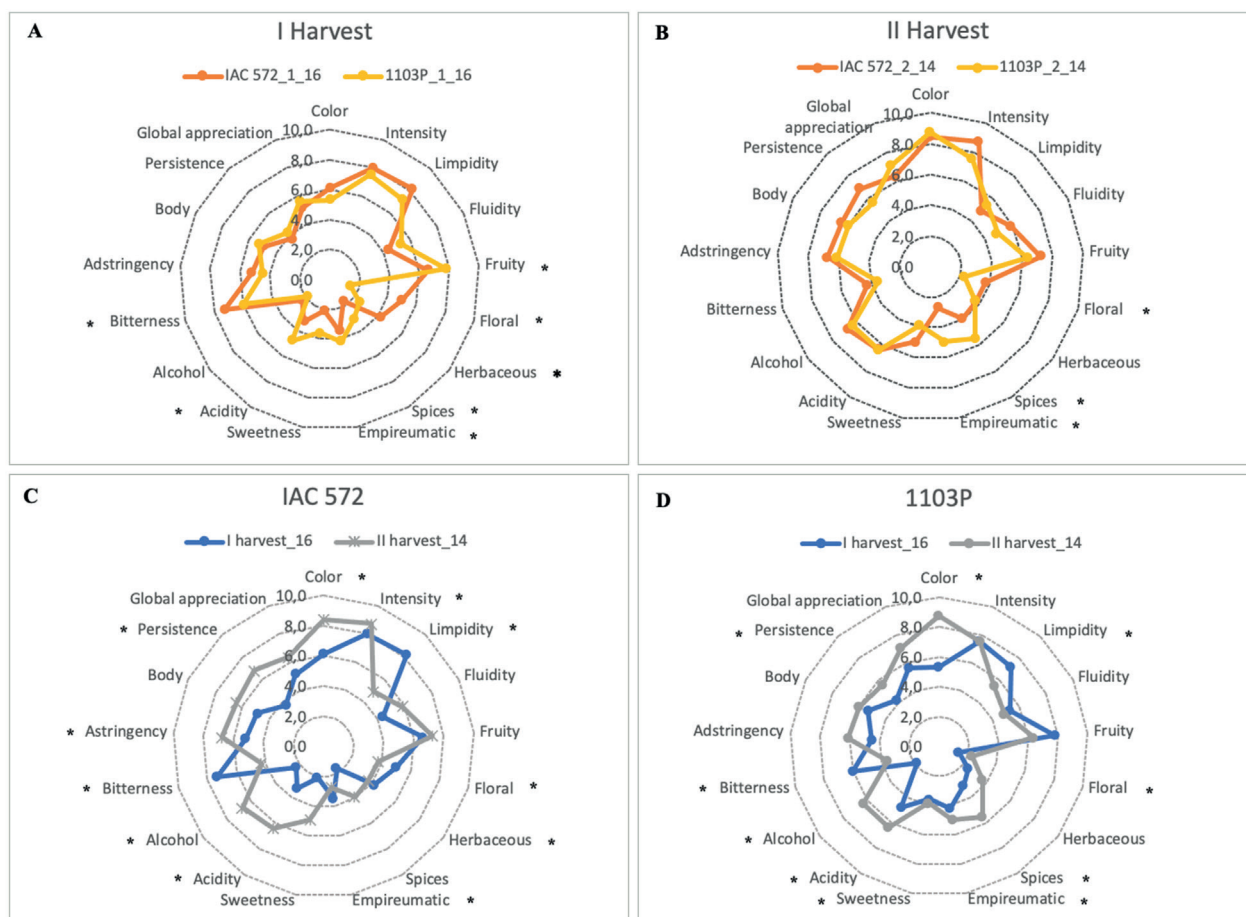 A
I Harvest
IAC 572_1_16 1103P_1_16
Color
Global appreciation
Intensity
Persistence
Limpidity
Body
Fluidity
Adstringency
Fruity *
Bitterness
*
Floral *
Alcohol
Herbaceous *
* Acidity
Spices *
Sweetness
Empireumatic *
10,0
8,0
6,0
4,0
2,0
0,0
B
II Harvest
IAC 572_2_14 1103P_2_14
Color
Global
appreciation
Intensity
Persistence
Limpidity
Body
Fluidity
Adstringency
Fruity
Bitterness
Floral *
Alcohol
Herbaceous
Acidity
Spices *
Sweetness
Empireumatic *
10,0
8,0
6,0
4,0
2,0
0,0
C
IAC 572
I harvest_16 II harvest_14
Color *
Global appreciation
Intensity *
* Persistence
Limpidity *
Body
Fluidity
* Astringency
Fruity
* Bitterness
Floral *
* Alcohol
Herbaceous *
* Acidity
Spices
Sweetness
Empireumatic *
10,0
8,0
6,0
4,0
2,0
0,0
D
1103P
I harvest_16 II harvest_14
Color *
Global appreciation
Intensity
* Persistence
Limpidity *
Body
Fluidity
Adstringency
Fruity
* Bitterness
Floral *
* Alcohol
Herbaceous
* Acidity
Spices *
* Sweetness
Empireumatic *
10,0
8,0
6,0
4,0
2,0
0,0